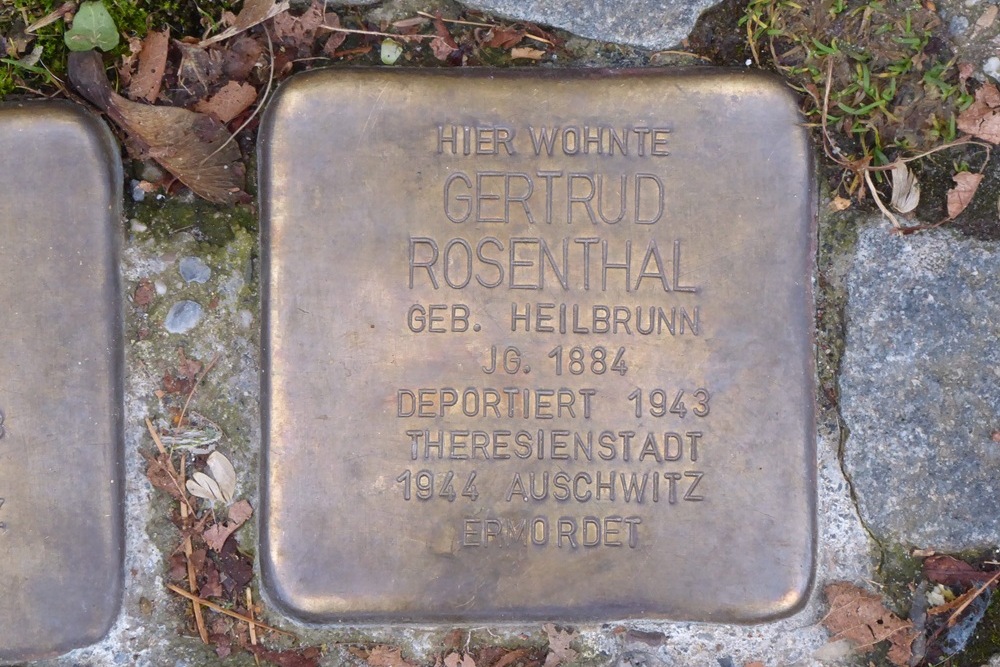 HIER WOHNTE
GERTRUD
ROSENTHAL
GEB. HEILBRUNN
JG. 1884
DEPORTIERT 1943
THERESIENSTADT
1944 AUSCHWITZ
ERMORDET